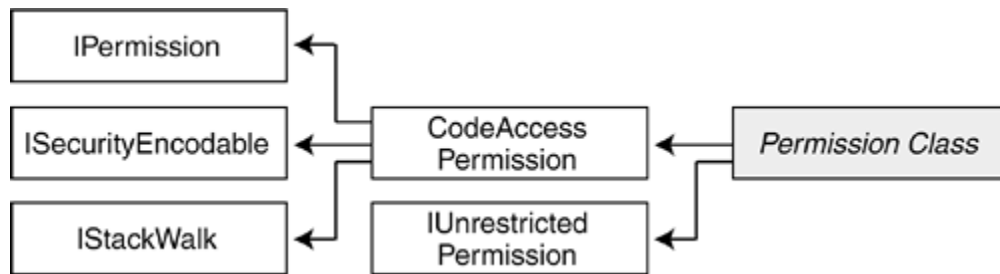 IPermission
ISecurityEncodable
CodeAccess
Permission
Permission Class
IStackWalk
IUnrestricted
Permission